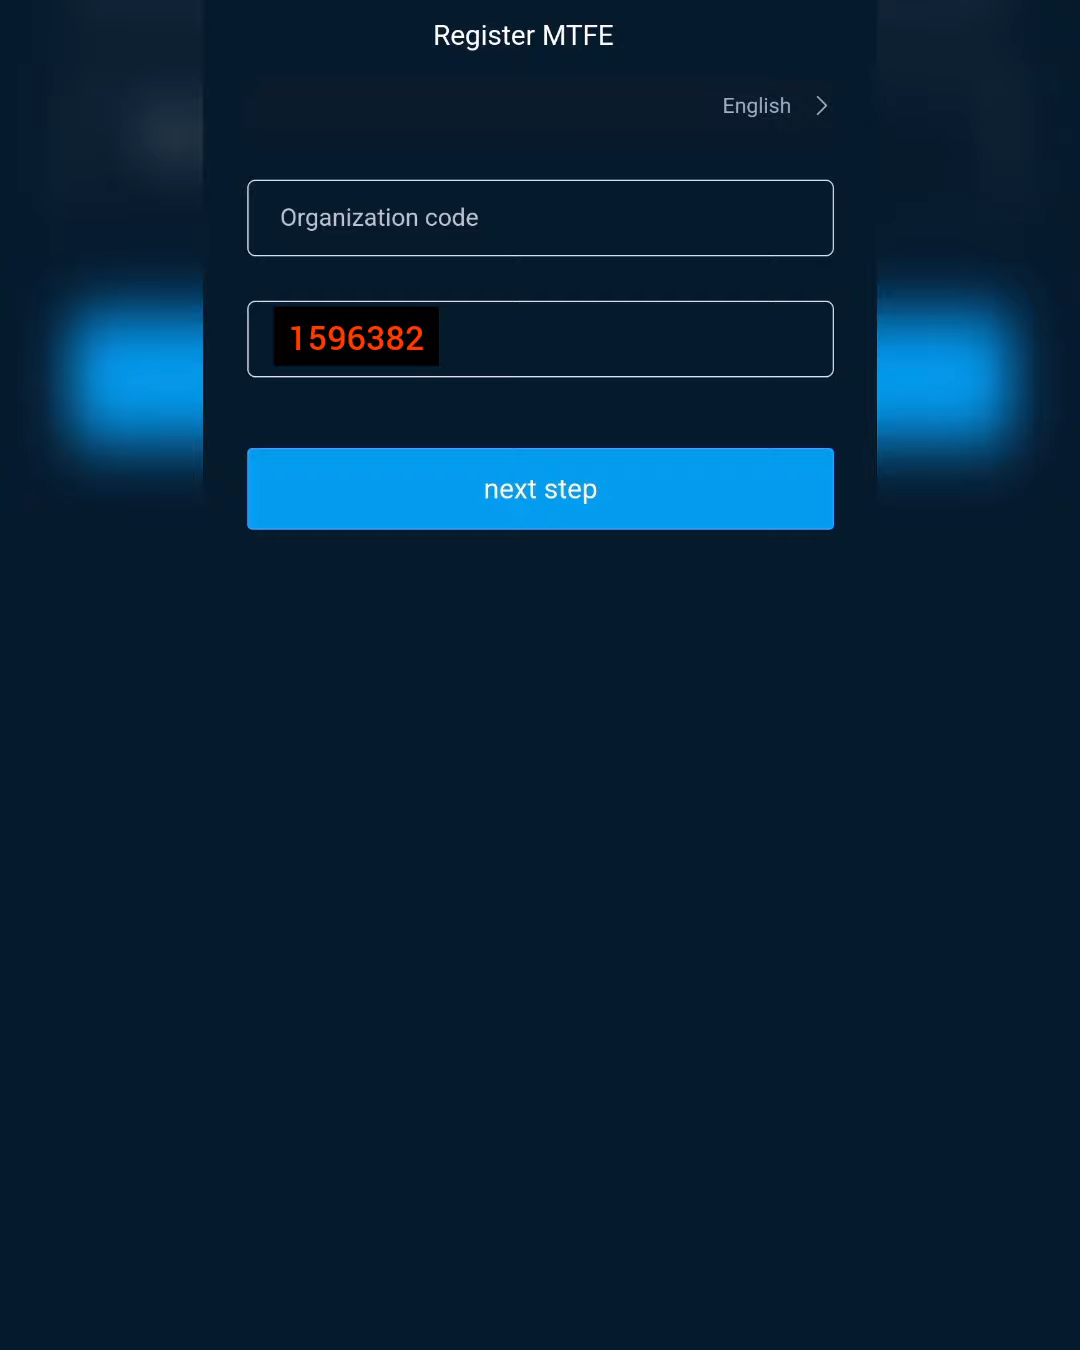 Register MTFE
English
Organization code
1596382
next step